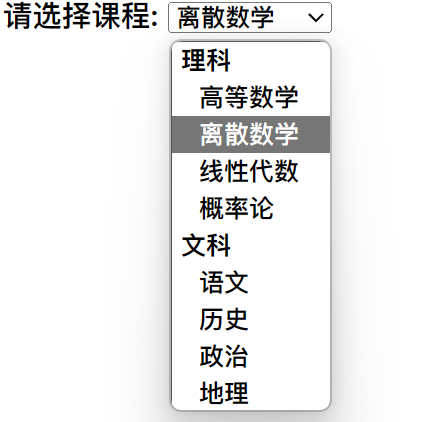 请选择课程: 离散数学
理科
高等数学
离散数学
线性代数
概率论
文科
语文
历史
政治
地理